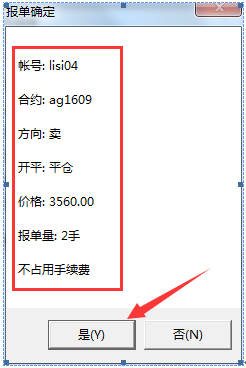 报单确定
帐号: lisi04
合约: ag1609
方向: 卖
开平: 平仓
价格: 3560.00
报单量: 2手
不占用手续费
是(Y)
否(N)